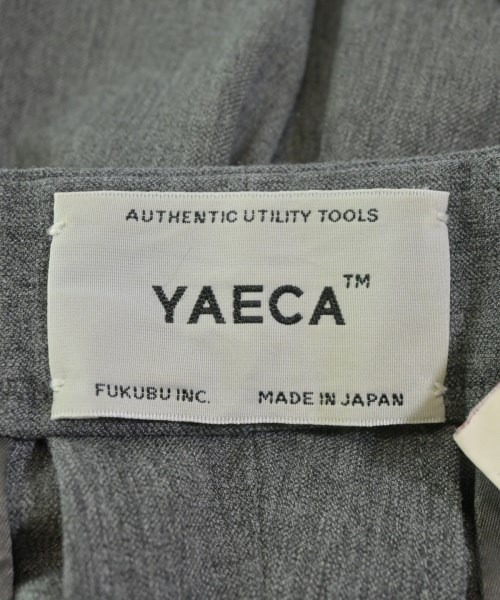 AUTHENTIC UTILITY TOOLS
YAECA™
FUKUBU INC. MADE IN JAPAN